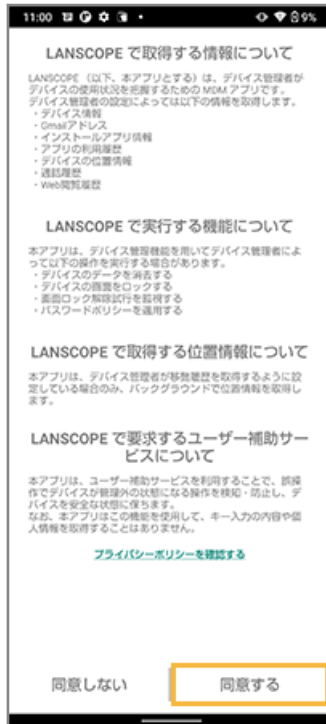 11:00
9%
LANSCOPE で取得する情報について
LANSCOPE (以下、本アプリとする) は、デバイス管理者が
デバイスの使用状況を把握するための MDM アプリです。
デバイス管理者の設定によっては以下の情報を取得します。
・デバイス情報
・Gmailアドレス
・インストールアプリ情報
・アプリの利用履歴
・デバイスの位置情報
・通話履歴
・Web閲覧履歴
LANSCOPE で実行する機能について
本アプリは、デバイス管理機能を用いてデバイス管理者によ
って以下の操作を実行する場合があります。
・デバイスのデータを消去する
・デバイスの画面をロックする
・画面ロック解除試行を監視する
・パスワードポリシーを適用する
LANSCOPE で取得する位置情報について
本アプリは、デバイス管理者が移動履歴を取得するように設
定している場合のみ、バックグラウンドで位置情報を取得し
ます。
LANSCOPE で要求するユーザー補助サー
ビスについて
本アプリは、ユーザー補助サービスを利用することで、誤操
作でデバイスが管理外の状態になる操作を検知・防止し、デ
バイスを安全な状態に保ちます。
なお、本アプリはこの機能を使用して、キー入力の内容や個
人情報を取得することはありません。
プライバシーポリシーを確認する
同意しない
同意する